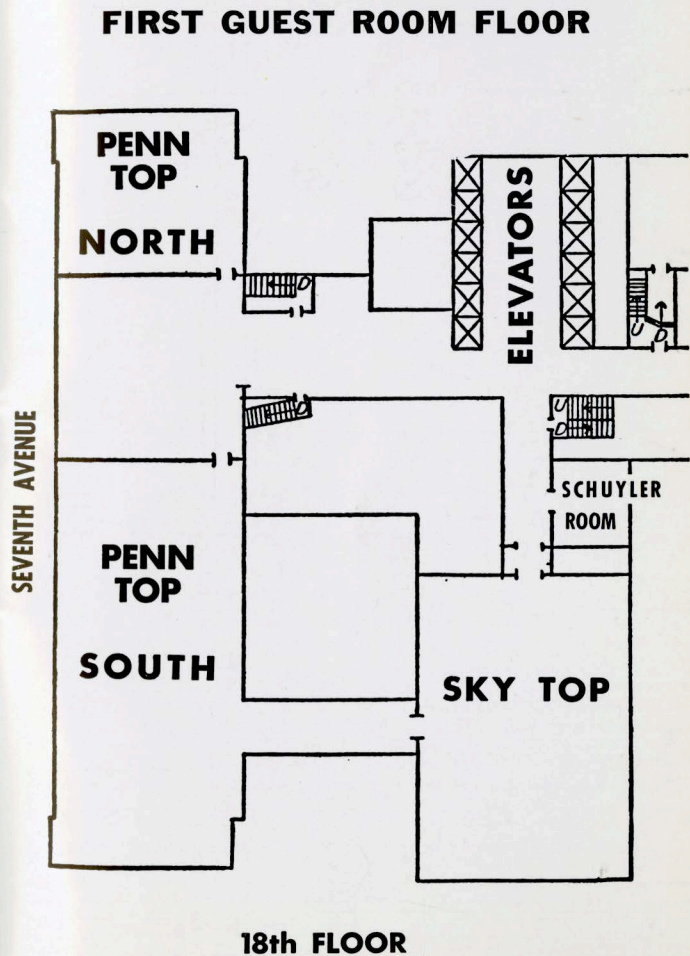 FIRST GUEST ROOM FLOOR
PENN
TOP
NORTH
ELEVATORS
D
U
D
D
U
D
SEVENTH AVENUE
SCHUYLER
ROOM
PENN
TOP
SOUTH
SKY TOP
18th FLOOR